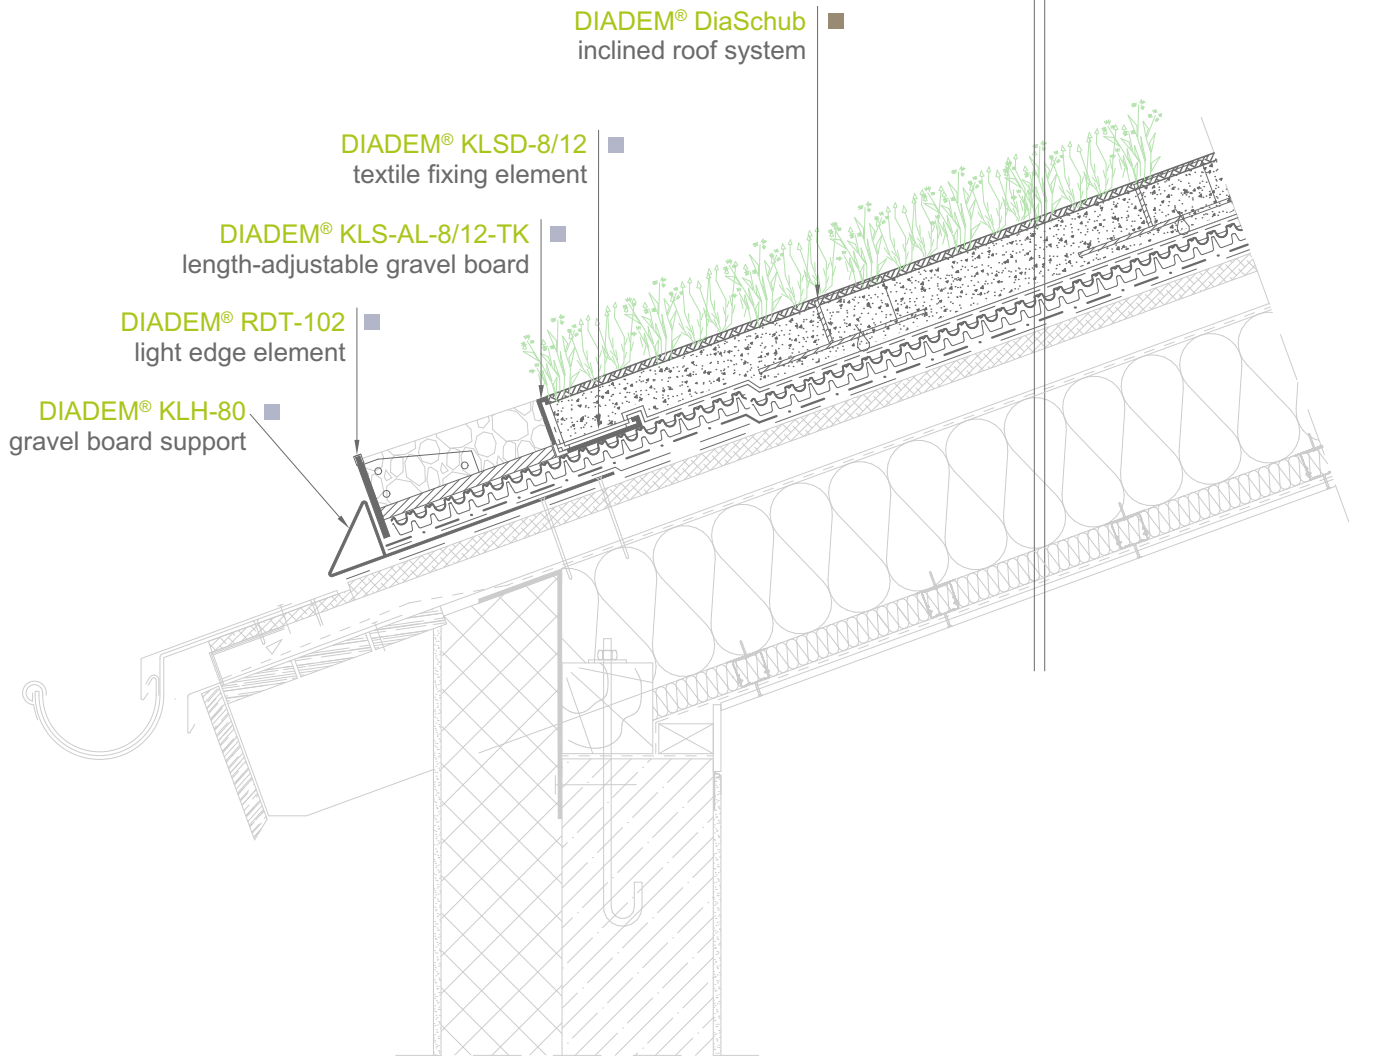 DIADEM® DiaSchub
inclined roof system
DIADEM® KLSD-8/12
textile fixing element
DIADEM® KLS-AL-8/12-TK
length-adjustable gravel board
DIADEM® RDT-102
light edge element
DIADEM® KLH-80
gravel board support